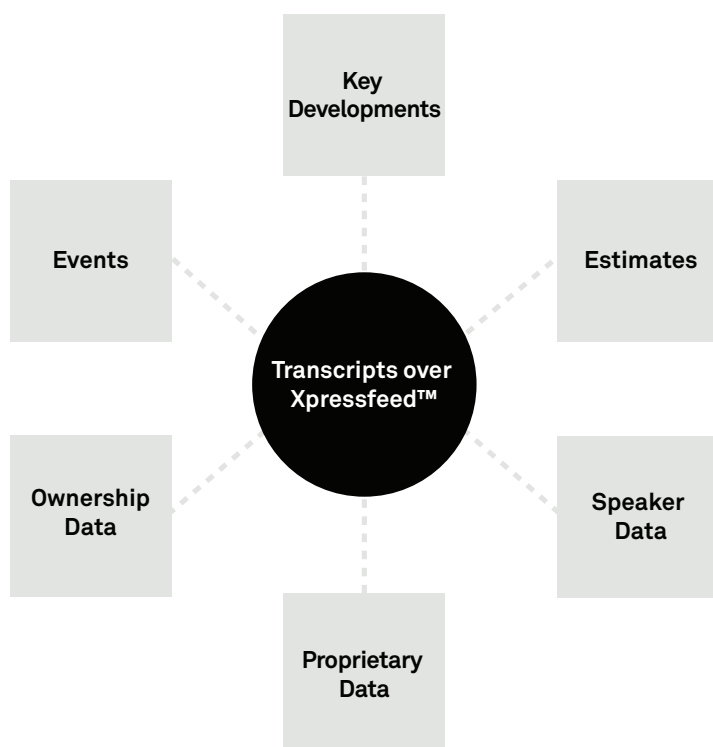 Key
Developments
Events
Estimates
Transcripts over
Xpressfeed™
Ownership
Data
Speaker
Data
Proprietary
Data